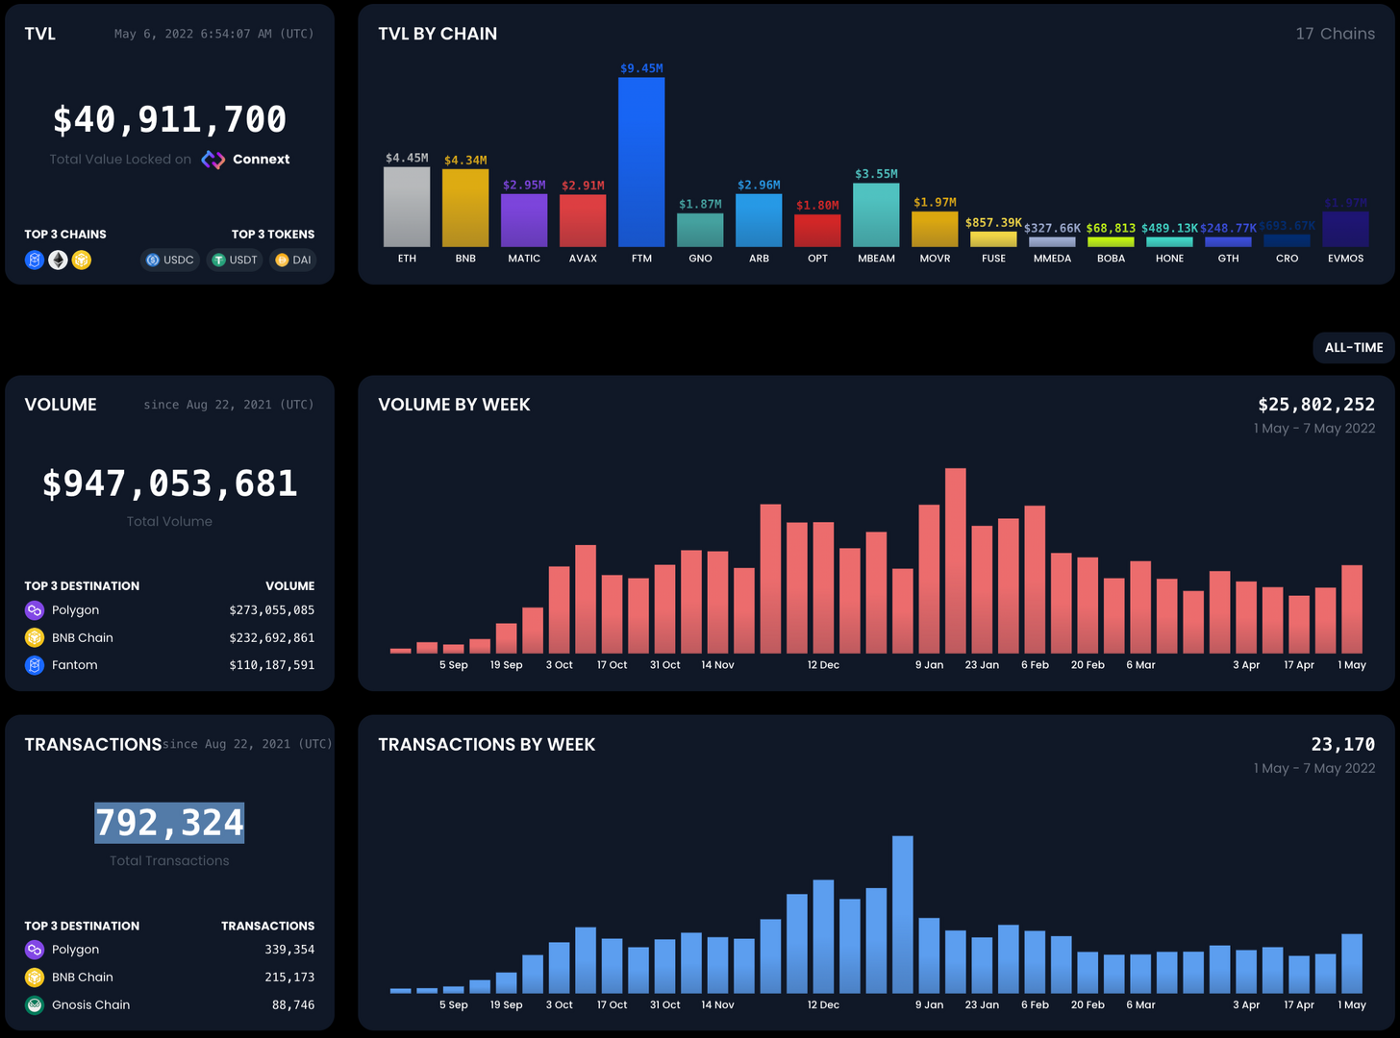 TVL May 6, 2022 6:54:07 AM (UTC)
$40,911,700
Total Value Locked on Connext
TOP 3 CHAINS TOP 3 TOKENS
USDC USDT DAI
TVL BY CHAIN 17 Chains
$4.45M $4.34M $2.95M $2.91M $9.45M $1.87M $2.96M $1.80M $3.55M $1.97M $857.39K $327.66K $68,813 $489.13K $248.77K $693.67K $1.97M
ETH BNB MATIC AVAX FTM GNO ARB OPT MBEAM MOVR FUSE MMEDA BOBA HONE GTH CRO EVMOS
ALL-TIME
VOLUME since Aug 22, 2021 (UTC)
$947,053,681
Total Volume
TOP 3 DESTINATION VOLUME
Polygon $273,055,085
BNB Chain $232,692,861
Fantom $110,187,591
VOLUME BY WEEK $25,802,252
1 May - 7 May 2022
5 Sep 19 Sep 3 Oct 17 Oct 31 Oct 14 Nov 12 Dec 9 Jan 23 Jan 6 Feb 20 Feb 6 Mar 3 Apr 17 Apr 1 May
TRANSACTIONS since Aug 22, 2021 (UTC)
792,324
Total Transactions
TOP 3 DESTINATION TRANSACTIONS
Polygon 339,354
BNB Chain 215,173
Gnosis Chain 88,746
TRANSACTIONS BY WEEK 23,170
1 May - 7 May 2022
5 Sep 19 Sep 3 Oct 17 Oct 31 Oct 14 Nov 12 Dec 9 Jan 23 Jan 6 Feb 20 Feb 6 Mar 3 Apr 17 Apr 1 May